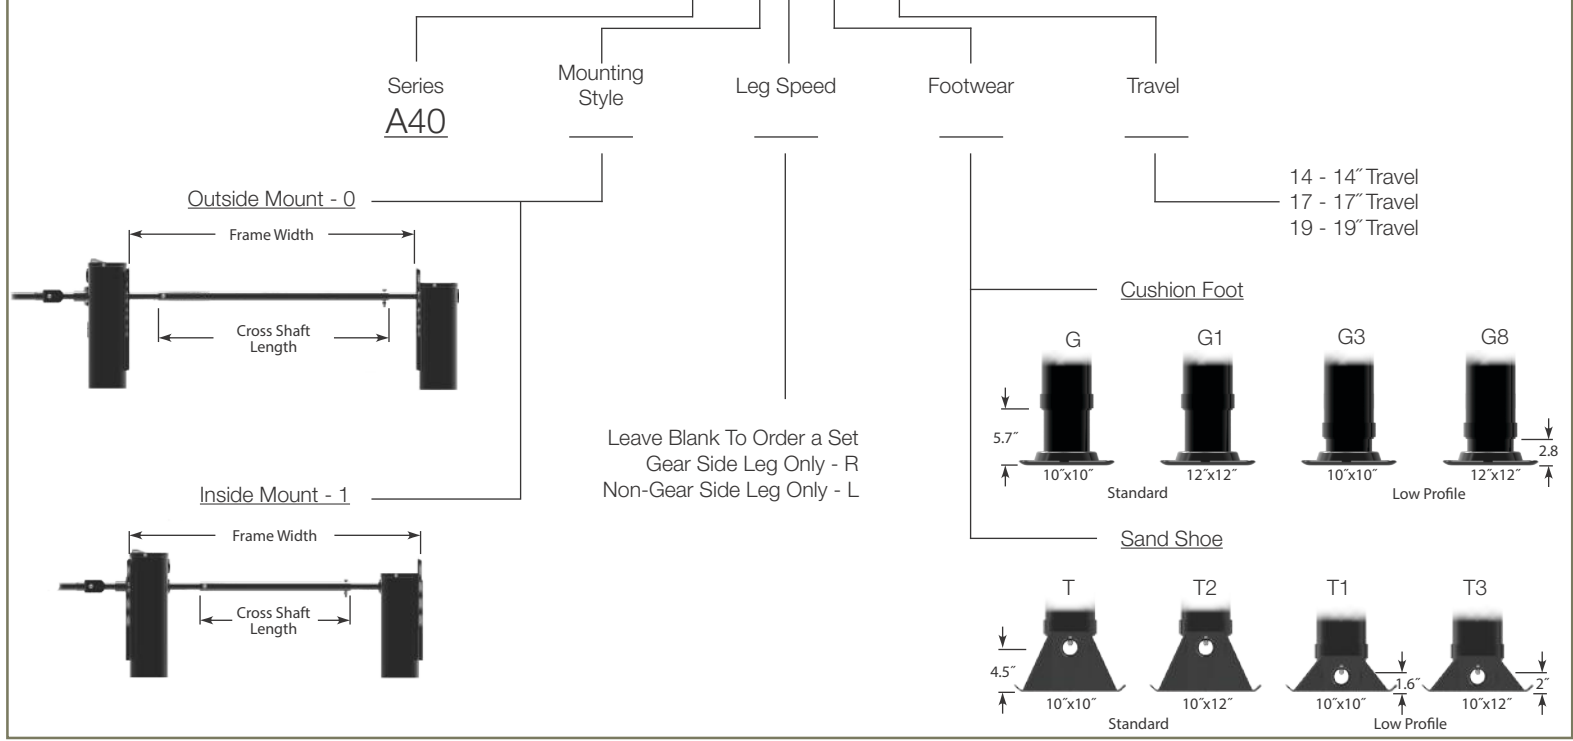 Series
A40
Mounting
Style
Leg Speed
Footwear
Travel
Outside Mount - 0
Frame Width
Cross Shaft
Length
Inside Mount - 1
Frame Width
Cross Shaft
Length
Leave Blank To Order a Set
Gear Side Leg Only - R
Non-Gear Side Leg Only - L
14 - 14˝ Travel
17 - 17˝ Travel
19 - 19˝ Travel
Cushion Foot
G G1 G3 G8
5.7˝ 2.8
10˝x10˝ 12˝x12˝ 10˝x10˝ 12˝x12˝
Standard Low Profile
Sand Shoe
T T2 T1 T3
4.5˝ 1.6˝ 2˝
10˝x10˝ 10˝x12˝ 10˝x10˝ 10˝x12˝
Standard Low Profile